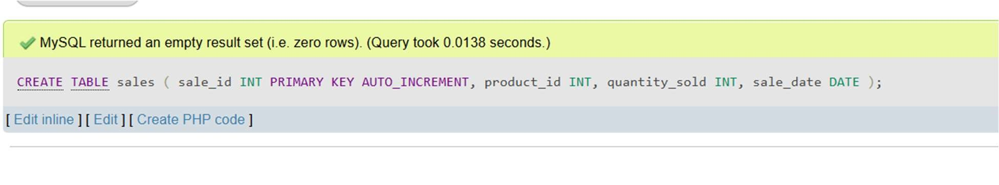 MySQL returned an empty result set (i.e. zero rows). (Query took 0.0138 seconds.)
CREATE TABLE sales ( sale_id INT PRIMARY KEY AUTO_INCREMENT, product_id INT, quantity_sold INT, sale_date DATE );
[ Edit inline ] [ Edit ] [ Create PHP code ]